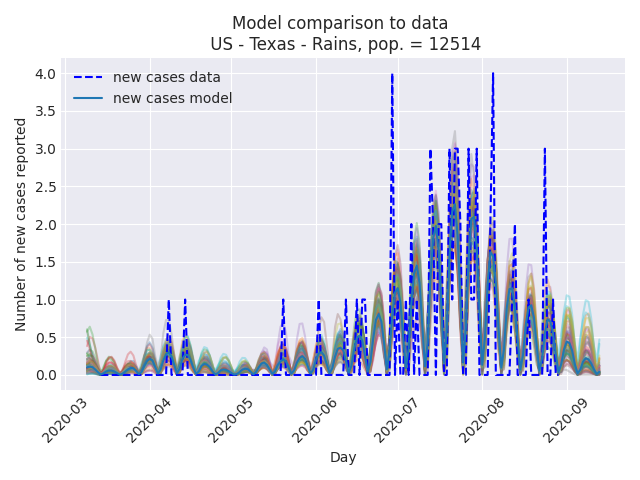 Model comparison to data
US - Texas - Rains, pop. = 12514
new cases data
new cases model
Number of new cases reported
4.0
3.5
3.0
2.5
2.0
1.5
1.0
0.5
0.0
2020-03
2020-04
2020-05
2020-06
2020-07
2020-08
2020-09
Day